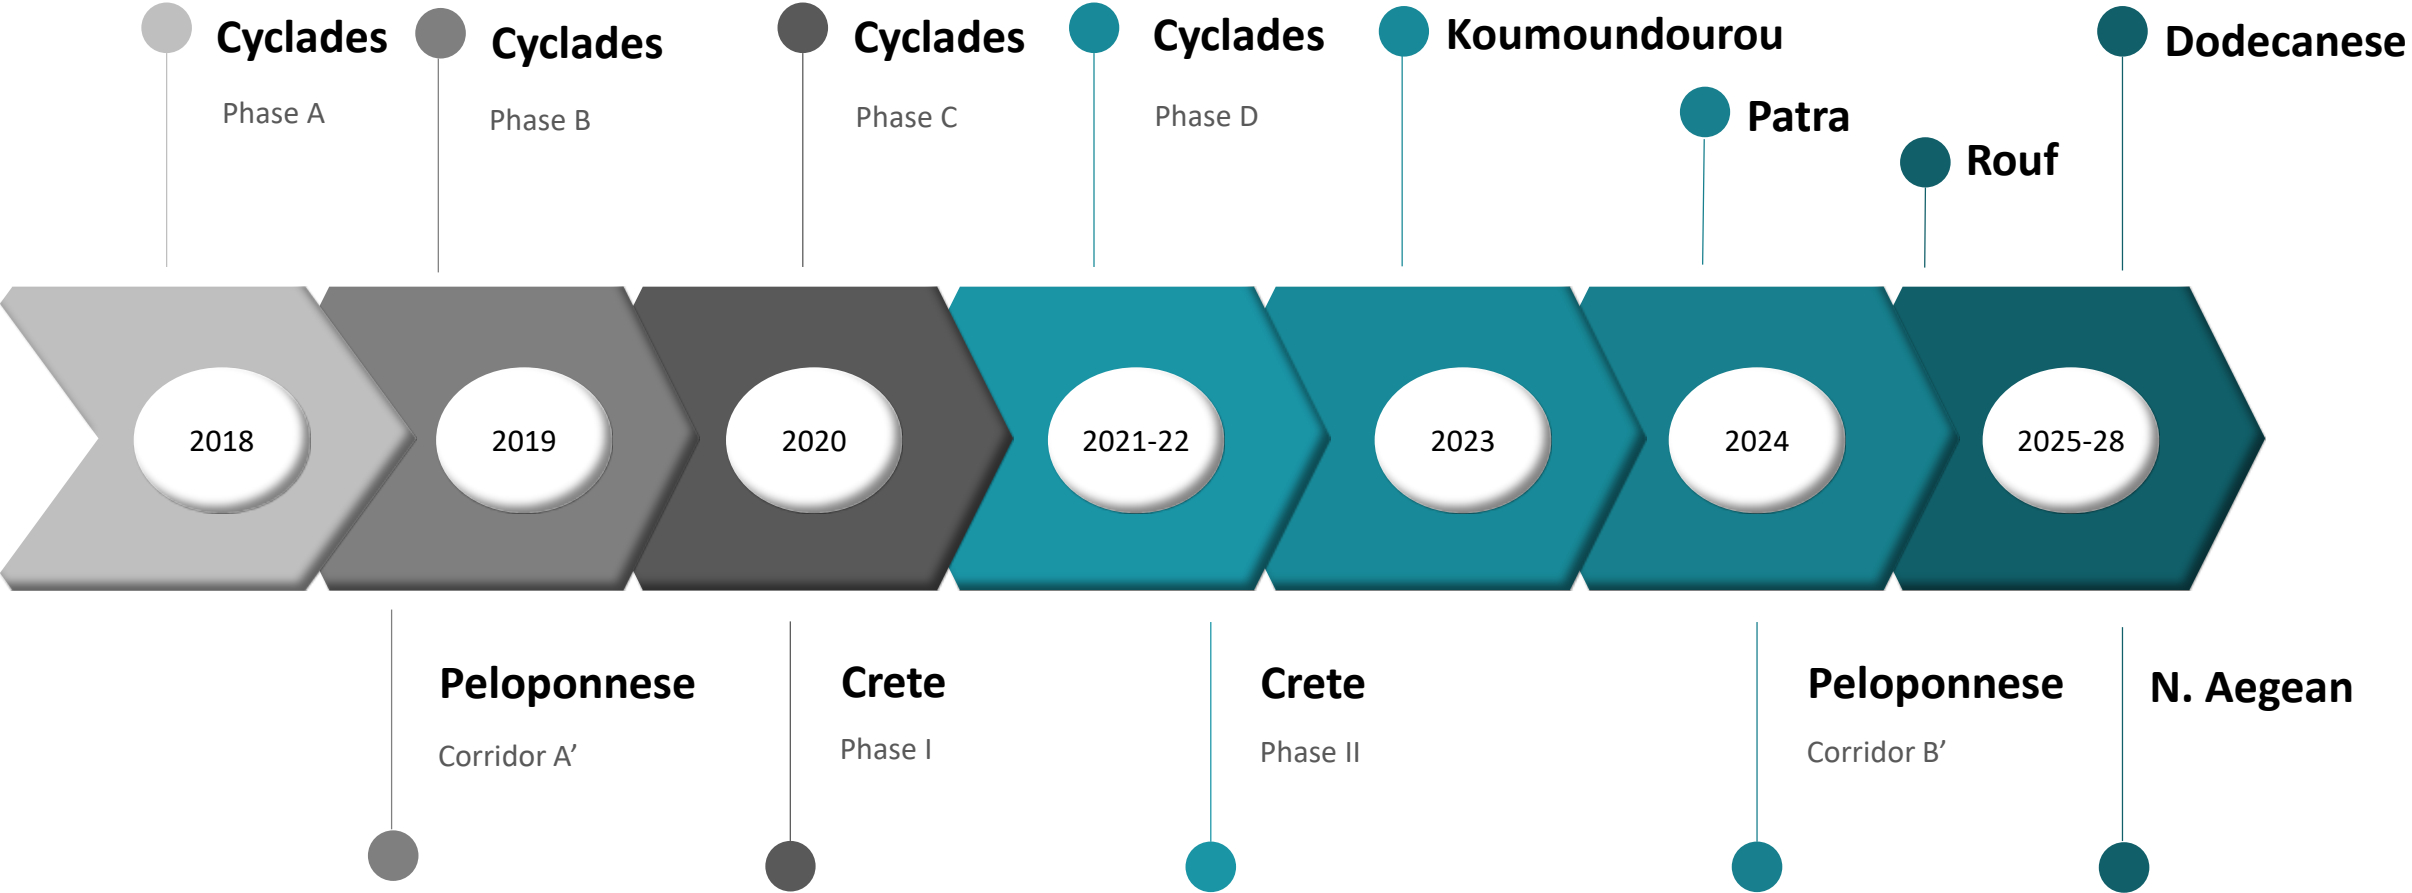 Cyclades
Phase A
Cyclades
Phase B
Cyclades
Phase C
Cyclades
Phase D
Koumoundourou
Patra
Rouf
Dodecanese
2018
2019
2020
2021-22
2023
2024
2025-28
Peloponnese
Corridor A’
Crete
Phase I
Crete
Phase II
Peloponnese
Corridor B’
N. Aegean